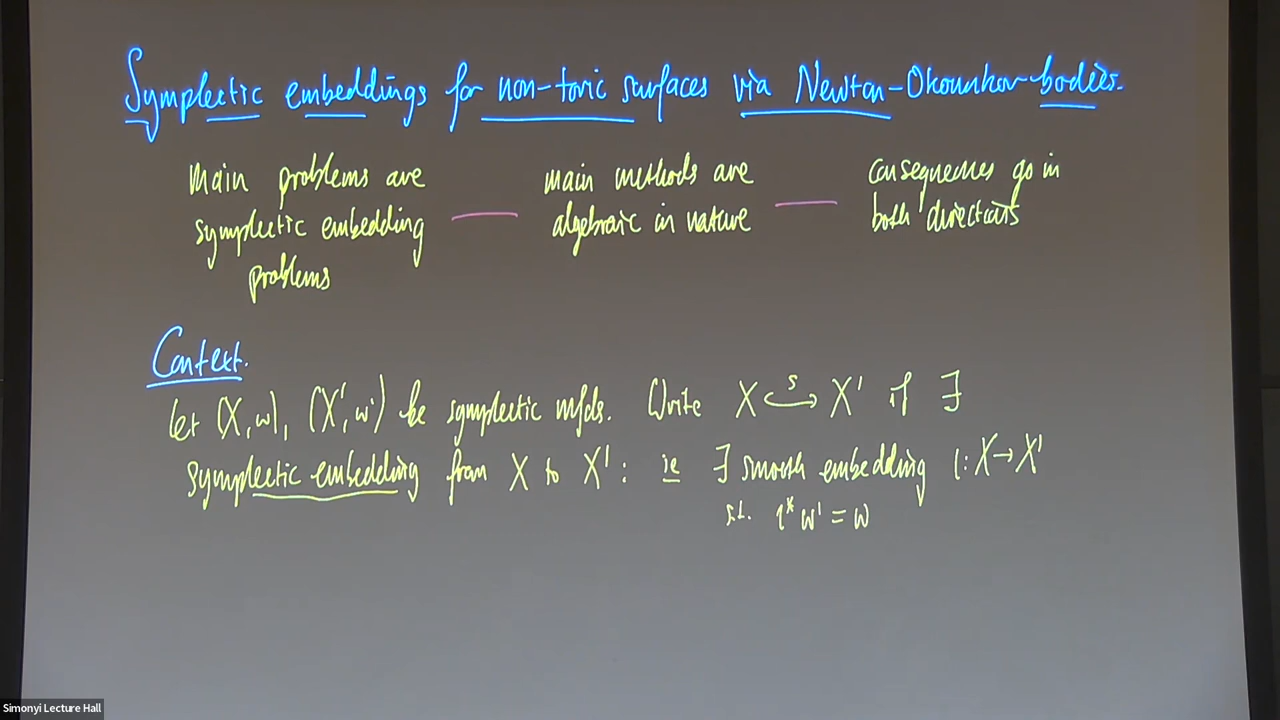 Symplectic embeddings for non-toric surfaces via Newton-Okounkov bodies.
main problems are
symplectic embedding
problems
main methods are
algebraic in nature
consequences go in
both directions
Context.
Let (X, ω), (X', ω') be symplectic mfds. Write X ↪ˢ X' if ∃
symplectic embedding from X to X': ie ∃ smooth embedding ι: X → X'
s.t. ι*ω' = ω
Simonyi Lecture Hall